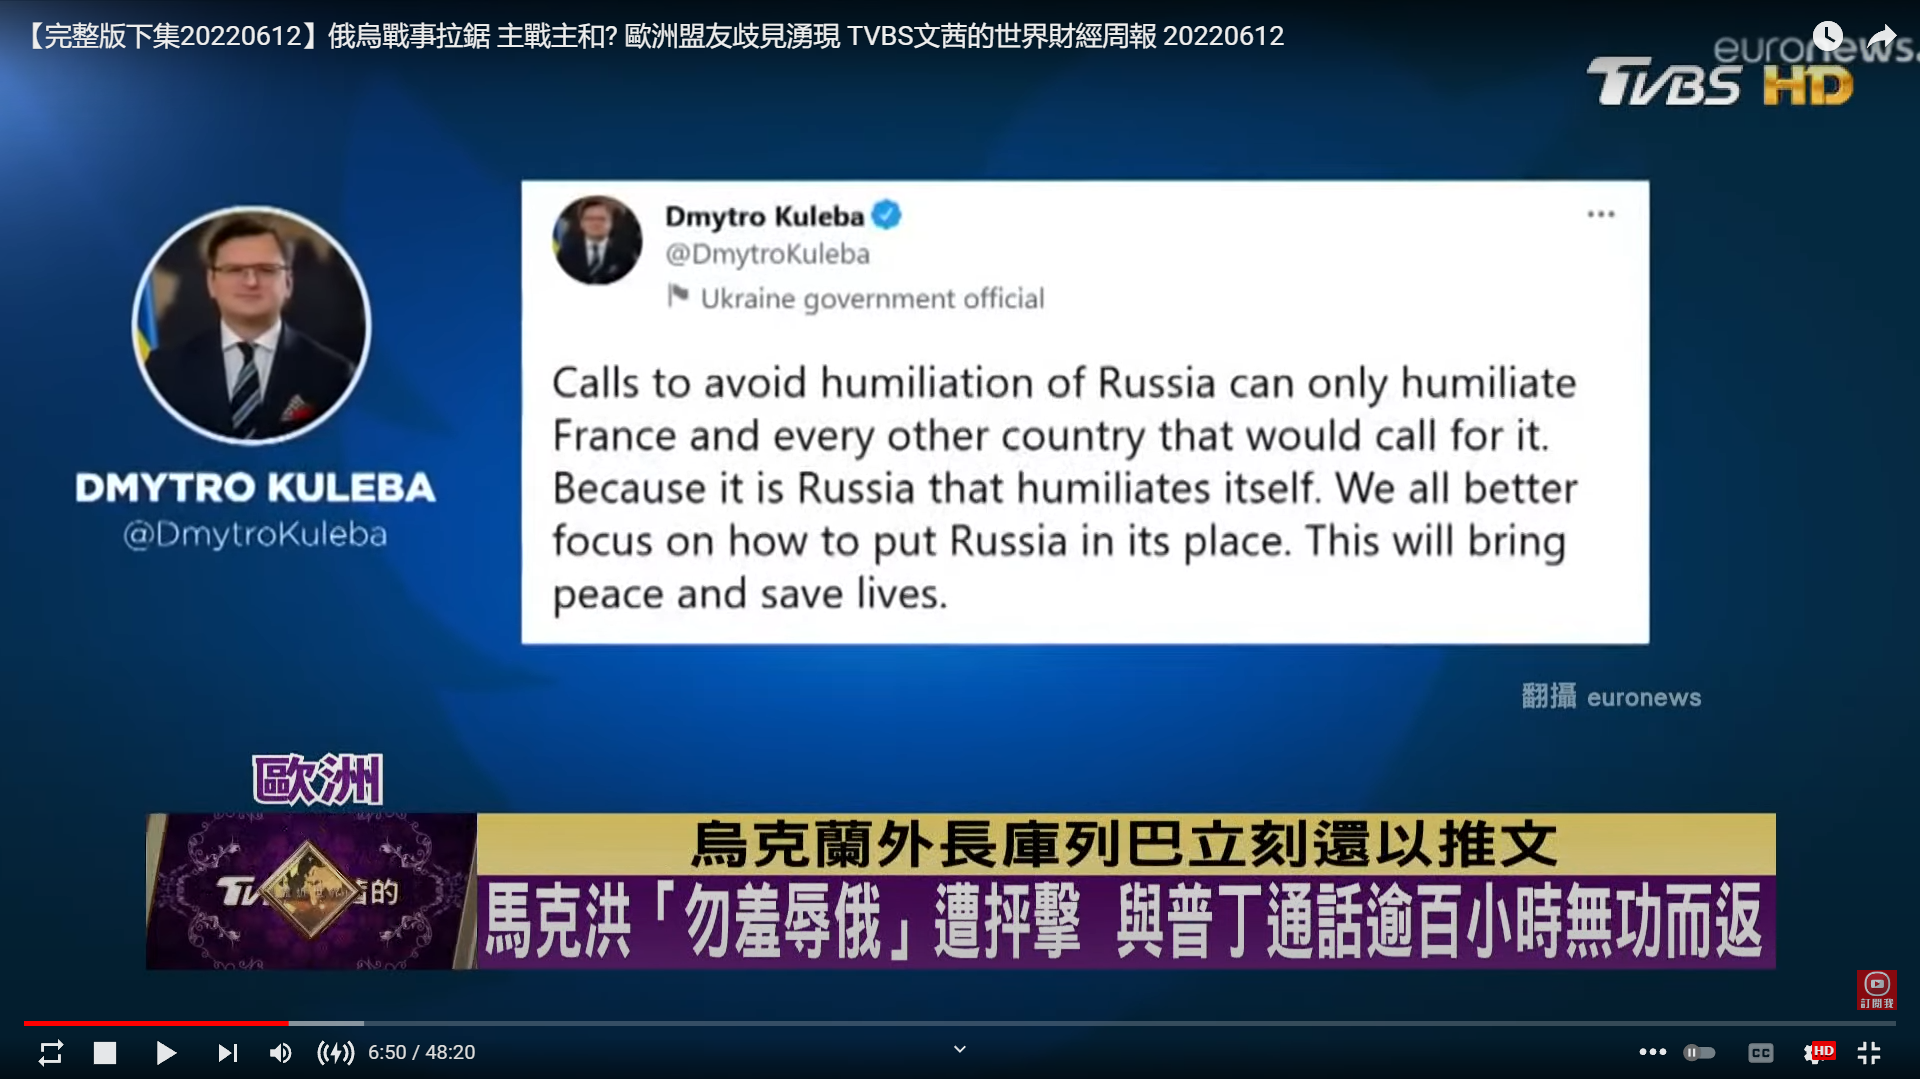 【完整版下集20220612】俄烏戰事拉鋸 主戰主和? 歐洲盟友歧見湧現 TVBS文茜的世界財經周報 20220612
euronews.
TVBS HD
Dmytro Kuleba
@DmytroKuleba
Ukraine government official
Calls to avoid humiliation of Russia can only humiliate
France and every other country that would call for it.
Because it is Russia that humiliates itself. We all better
focus on how to put Russia in its place. This will bring
peace and save lives.
DMYTRO KULEBA
@DmytroKuleba
翻攝 euronews
歐洲
烏克蘭外長庫列巴立刻還以推文
馬克洪「勿羞辱俄」遭抨擊 與普丁通話逾百小時無功而返
訂閱我
6:50 / 48:20
CC
HD